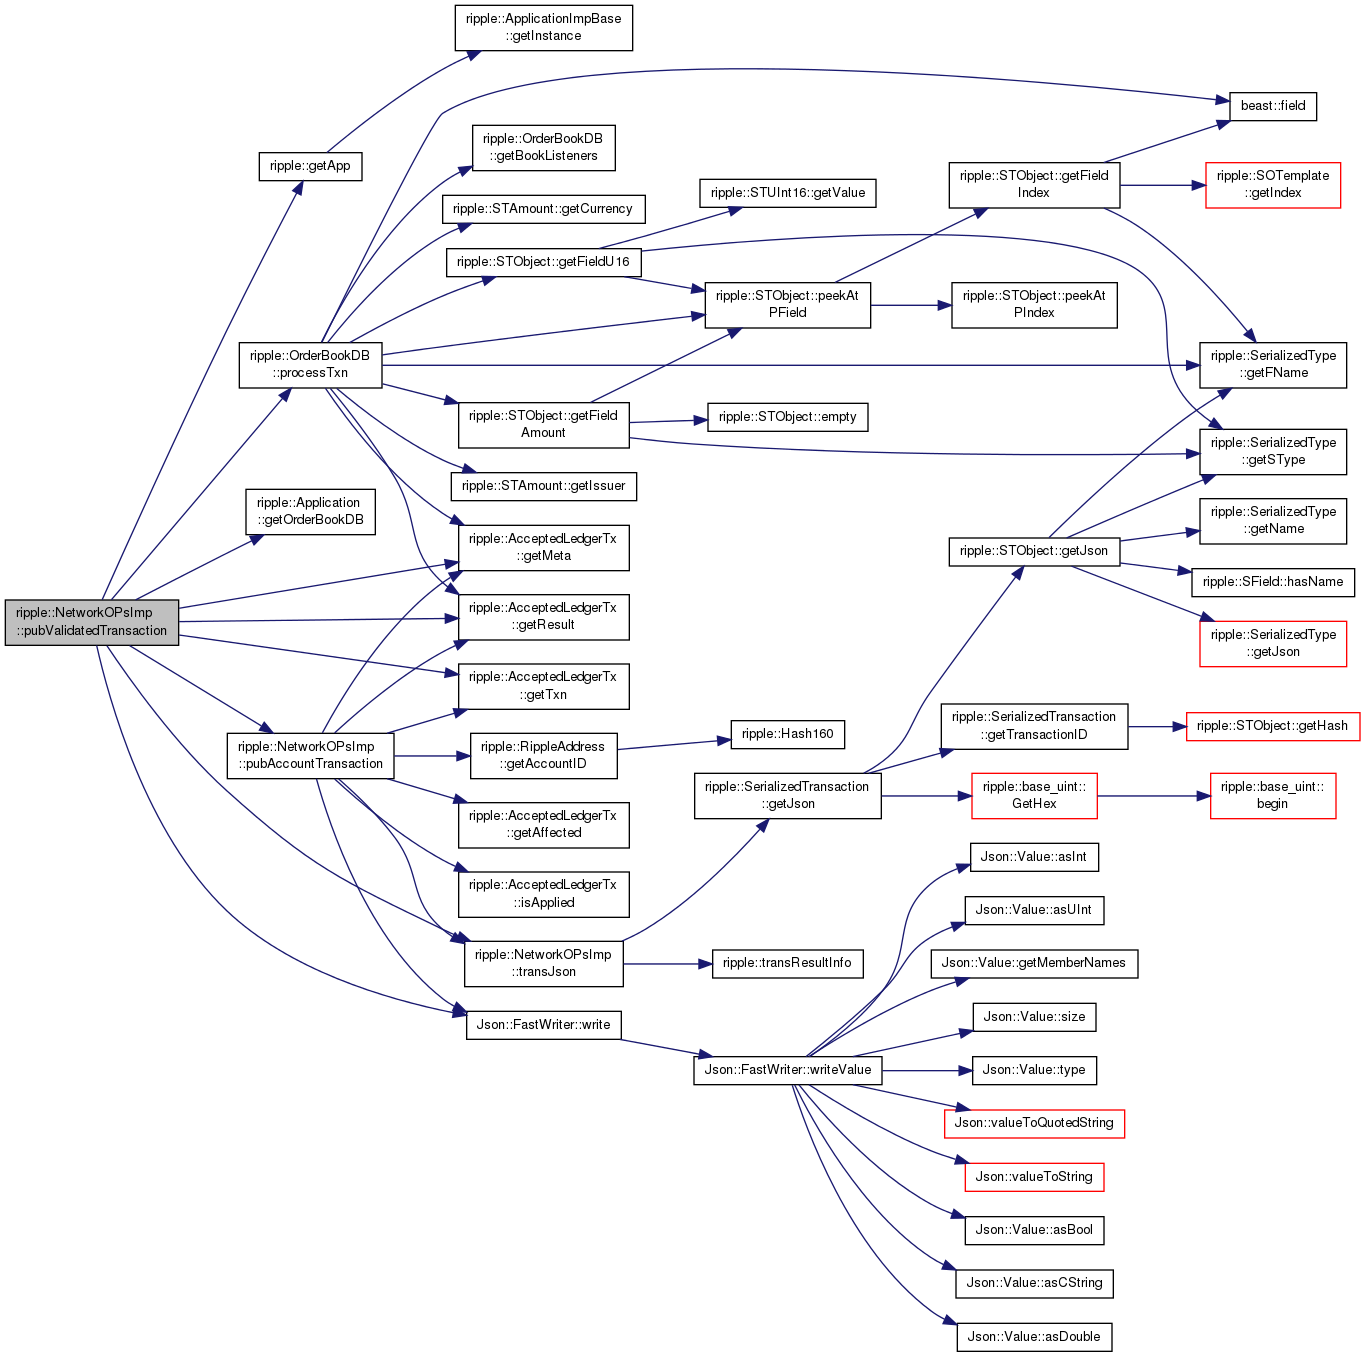 ripple::ApplicationImpBase
::getInstance
beast::field
ripple::OrderBookDB
::getBookListeners
ripple::getApp
ripple::STObject::getField
Index
ripple::SOTemplate
::getIndex
ripple::STUInt16::getValue
ripple::STAmount::getCurrency
ripple::STObject::getFieldU16
ripple::STObject::peekAt
PField
ripple::STObject::peekAt
PIndex
ripple::OrderBookDB
::processTxn
ripple::SerializedType
::getFName
ripple::STObject::getField
Amount
ripple::STObject::empty
ripple::SerializedType
::getSType
ripple::STAmount::getIssuer
ripple::Application
::getOrderBookDB
ripple::SerializedType
::getName
ripple::AcceptedLedgerTx
::getMeta
ripple::STObject::getJson
ripple::SField::hasName
ripple::AcceptedLedgerTx
::getResult
ripple::NetworkOPsImp
::pubValidatedTransaction
ripple::SerializedType
::getJson
ripple::AcceptedLedgerTx
::getTxn
ripple::SerializedTransaction
::getTransactionID
ripple::STObject::getHash
ripple::Hash160
ripple::NetworkOPsImp
::pubAccountTransaction
ripple::RippleAddress
::getAccountID
ripple::SerializedTransaction
::getJson
ripple::base_uint::
GetHex
ripple::base_uint::
begin
ripple::AcceptedLedgerTx
::getAffected
Json::Value::asInt
ripple::AcceptedLedgerTx
::isApplied
Json::Value::asUInt
ripple::NetworkOPsImp
::transJson
ripple::transResultInfo
Json::Value::getMemberNames
Json::FastWriter::write
Json::Value::size
Json::FastWriter::writeValue
Json::Value::type
Json::valueToQuotedString
Json::valueToString
Json::Value::asBool
Json::Value::asCString
Json::Value::asDouble